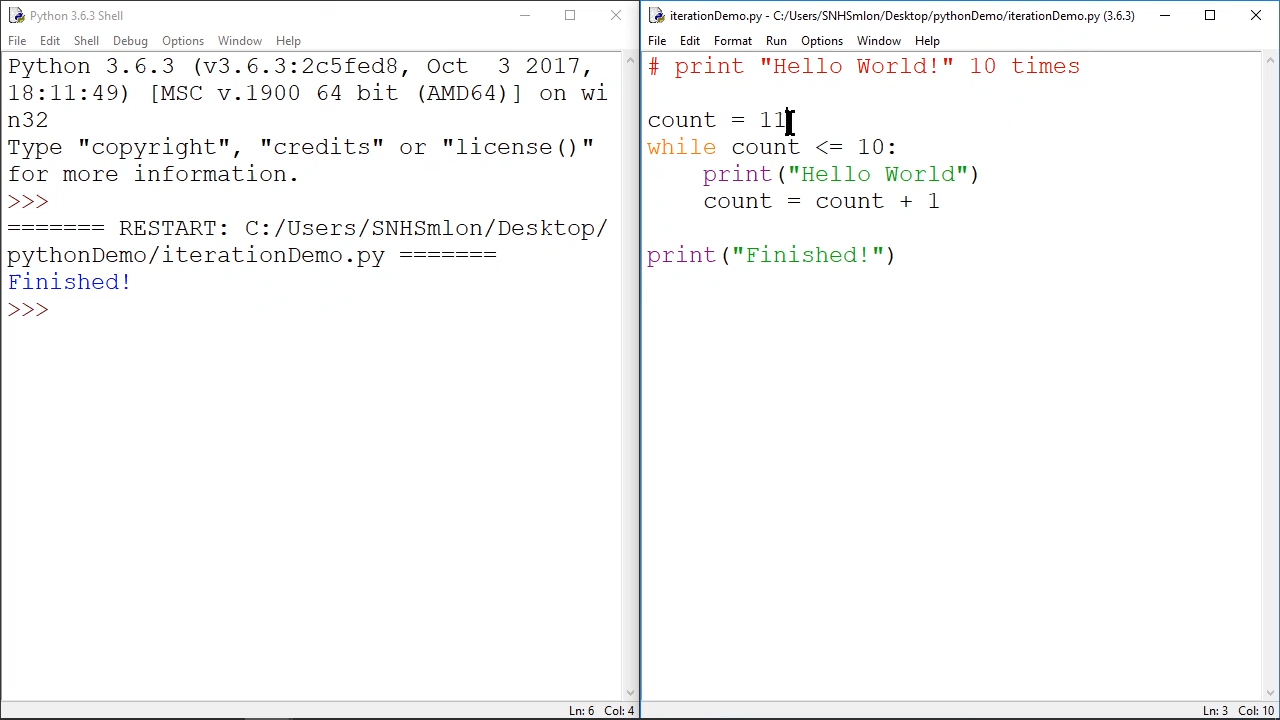 Python 3.6.3 Shell
File Edit Shell Debug Options Window Help
Python 3.6.3 (v3.6.3:2c5fed8, Oct  3 2017,
18:11:49) [MSC v.1900 64 bit (AMD64)] on wi
n32
Type "copyright", "credits" or "license()"
for more information.
>>>
======= RESTART: C:/Users/SNHSmlon/Desktop/
pythonDemo/iterationDemo.py =======
Finished!
>>>
Ln: 6 Col: 4
iterationDemo.py - C:/Users/SNHSmlon/Desktop/pythonDemo/iterationDemo.py (3.6.3)
File Edit Format Run Options Window Help
# print "Hello World!" 10 times
count = 11
while count <= 10:
    print("Hello World")
    count = count + 1
print("Finished!")
Ln: 3 Col: 10